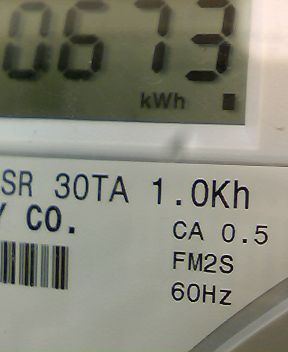 0673
kWh
SR 30TA 1.0Kh
Y CO.
CA 0.5
FM2S
60Hz